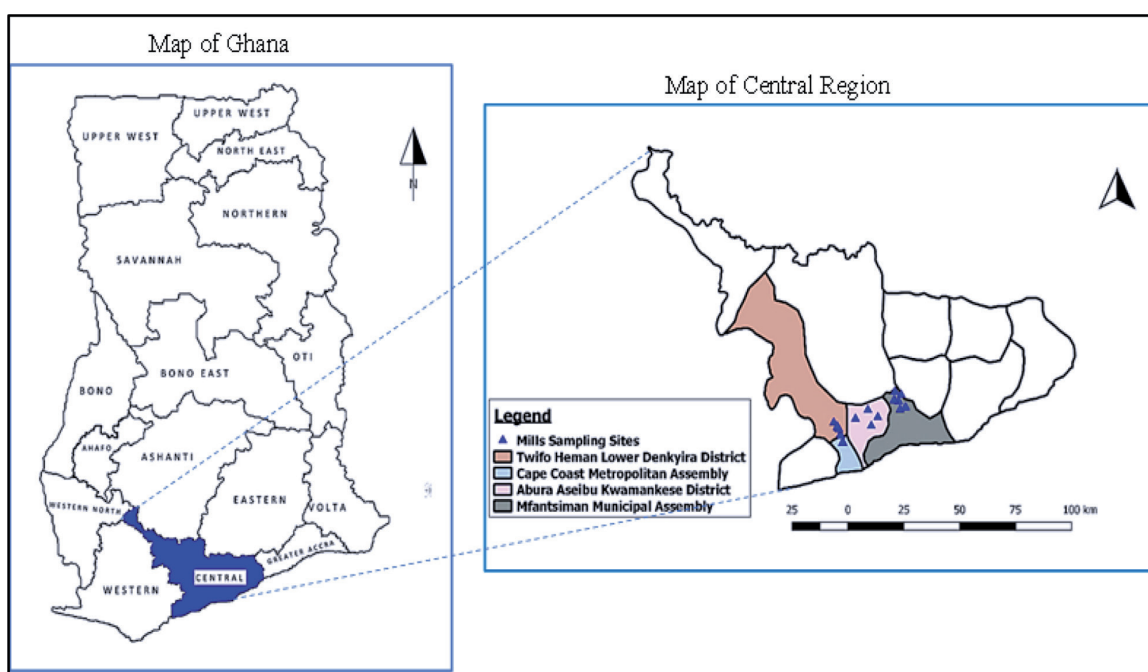 Map of Ghana
Map of Central Region
UPPER WEST
UPPER WEST
NORTH EAST
N
NORTHERN
SAVANNAH
OTI
BONO EAST
BONO
AHAFO
ASHANTI
EASTERN
VOLTA
WESTERN NORTH
GREATER ACCRA
CENTRAL
WESTERN
Legend
Mills Sampling Sites
Twifo Heman Lower Denkyira District
Cape Coast Metropolitan Assembly
Abura Aseibu Kwamankese District
Mfantsiman Municipal Assembly
25 0 25 50 75 100 km